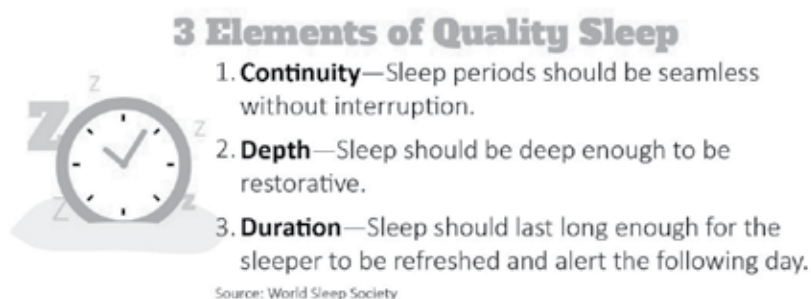 3 Elements of Quality Sleep
1. Continuity—Sleep periods should be seamless
without interruption.
2. Depth—Sleep should be deep enough to be
restorative.
3. Duration—Sleep should last long enough for the
sleeper to be refreshed and alert the following day.
Source: World Sleep Society
Z
Z
Z
Z
z